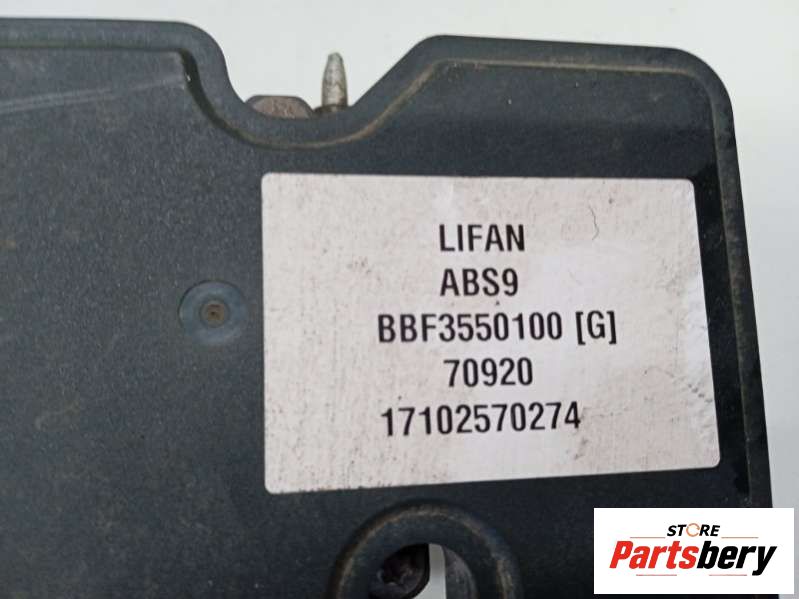 LIFAN
ABS9
BBF3550100 [G]
70920
17102570274
STORE
Partsbery